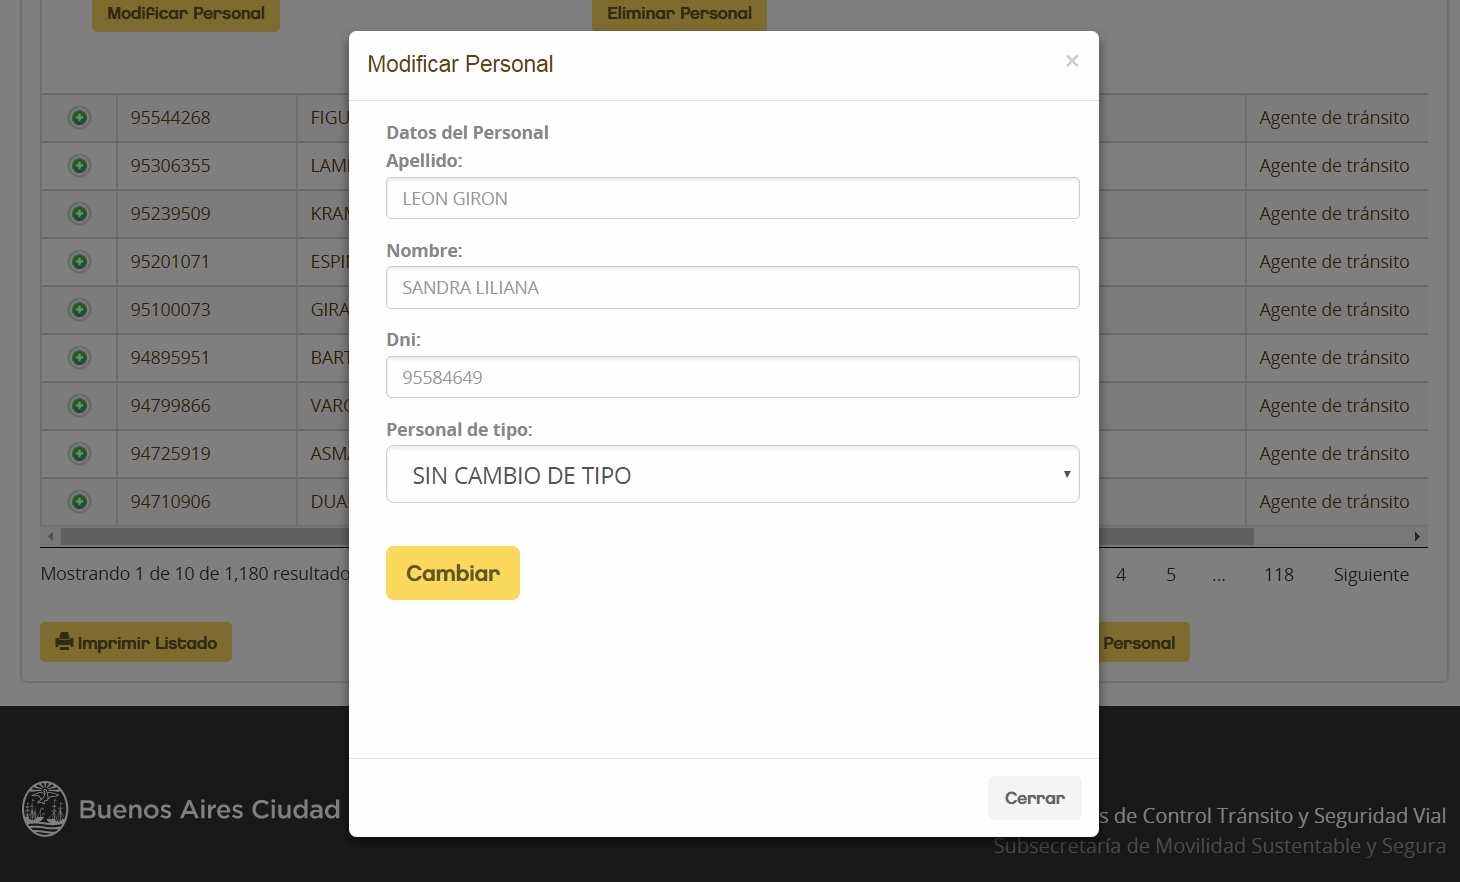 Modificar Personal
Eliminar Personal
Modificar Personal
×
Datos del Personal
Apellido:
LEON GIRON
Nombre:
SANDRA LILIANA
Dni:
95584649
Personal de tipo:
SIN CAMBIO DE TIPO
Cambiar
Cerrar
95544268 FIGU Agente de tránsito
95306355 Agente de tránsito
95239509 Agente de tránsito
95201071 ESPI Agente de tránsito
95100073 GIRA Agente de tránsito
94895951 BART Agente de tránsito
94799866 Agente de tránsito
94725919 ASM Agente de tránsito
94710906 DUA Agente de tránsito
Mostrando 1 de 10 de 1,180 resultado
4 5 ... 118 Siguiente
Imprimir Listado
Personal
Buenos Aires Ciudad
s de Control Tránsito y Seguridad Vial
Subsecretaría de Movilidad Sustentable y Segura